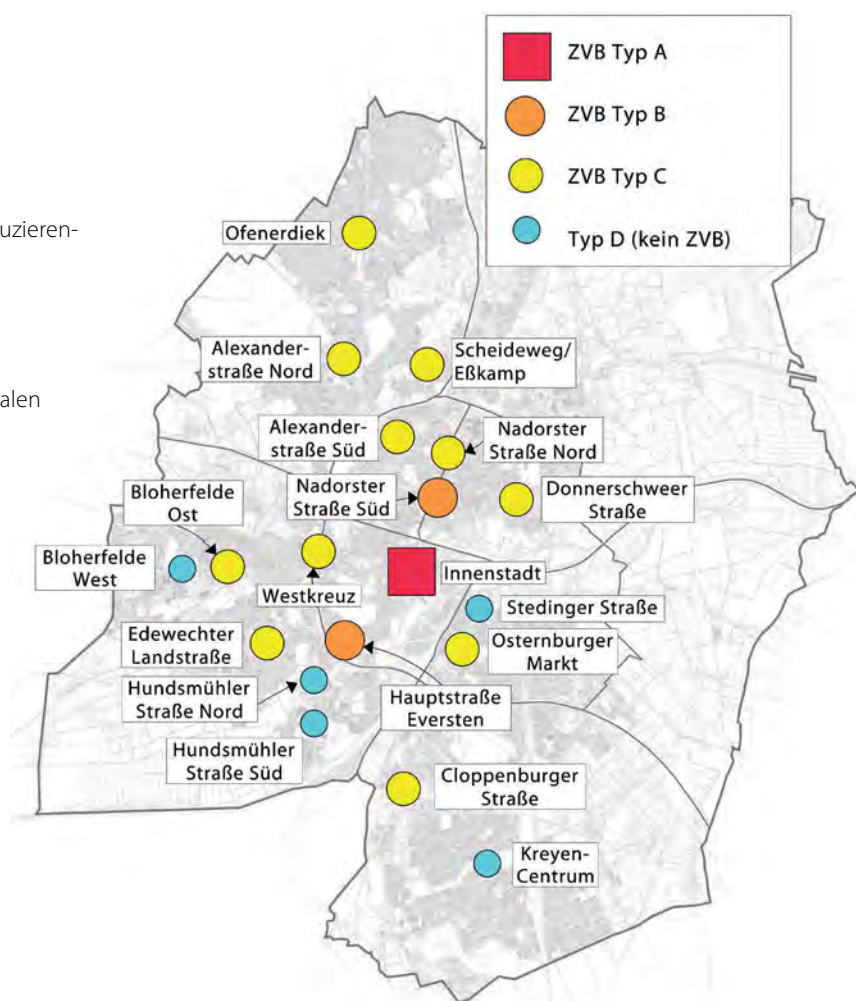 ZVB Typ A
ZVB Typ B
ZVB Typ C
Typ D (kein ZVB)
uzieren-
alen
Ofenerdiek
Alexander-
straße Nord
Scheideweg/
Eßkamp
Alexander-
straße Süd
Nadorster
Straße Nord
Nadorster
Straße Süd
Donnerschweer
Straße
Bloherfelde
Ost
Bloherfelde
West
Westkreuz
Innenstadt
Stedinger Straße
Edewechter
Landstraße
Osternburger
Markt
Hundsmühler
Straße Nord
Hauptstraße
Eversten
Hundsmühler
Straße Süd
Cloppenburger
Straße
Kreyen-
Centrum